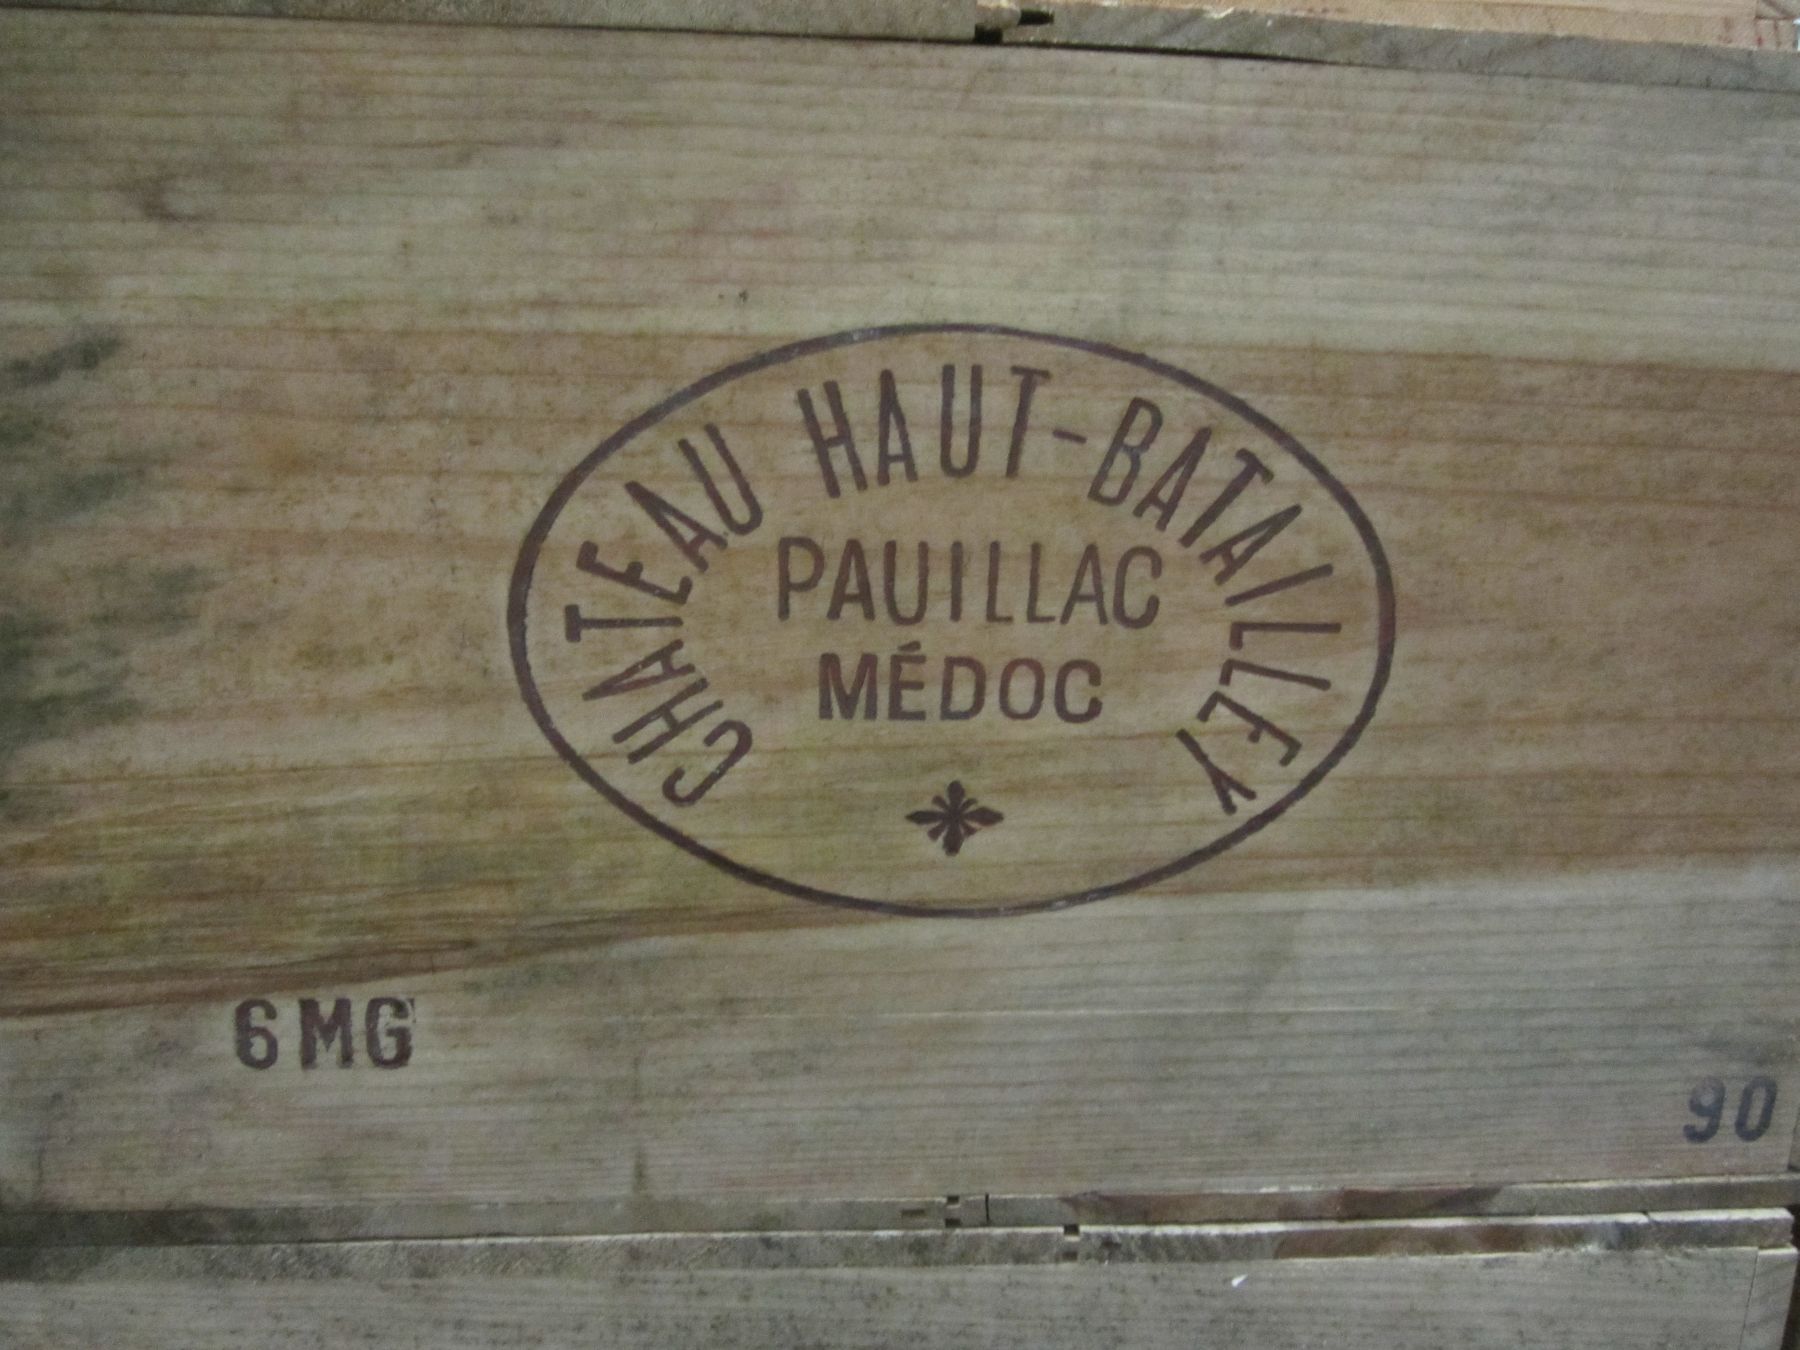 CHATEAU HAUT-BATAILLEY
PAUILLAC
MÉDOC
6 MG
90